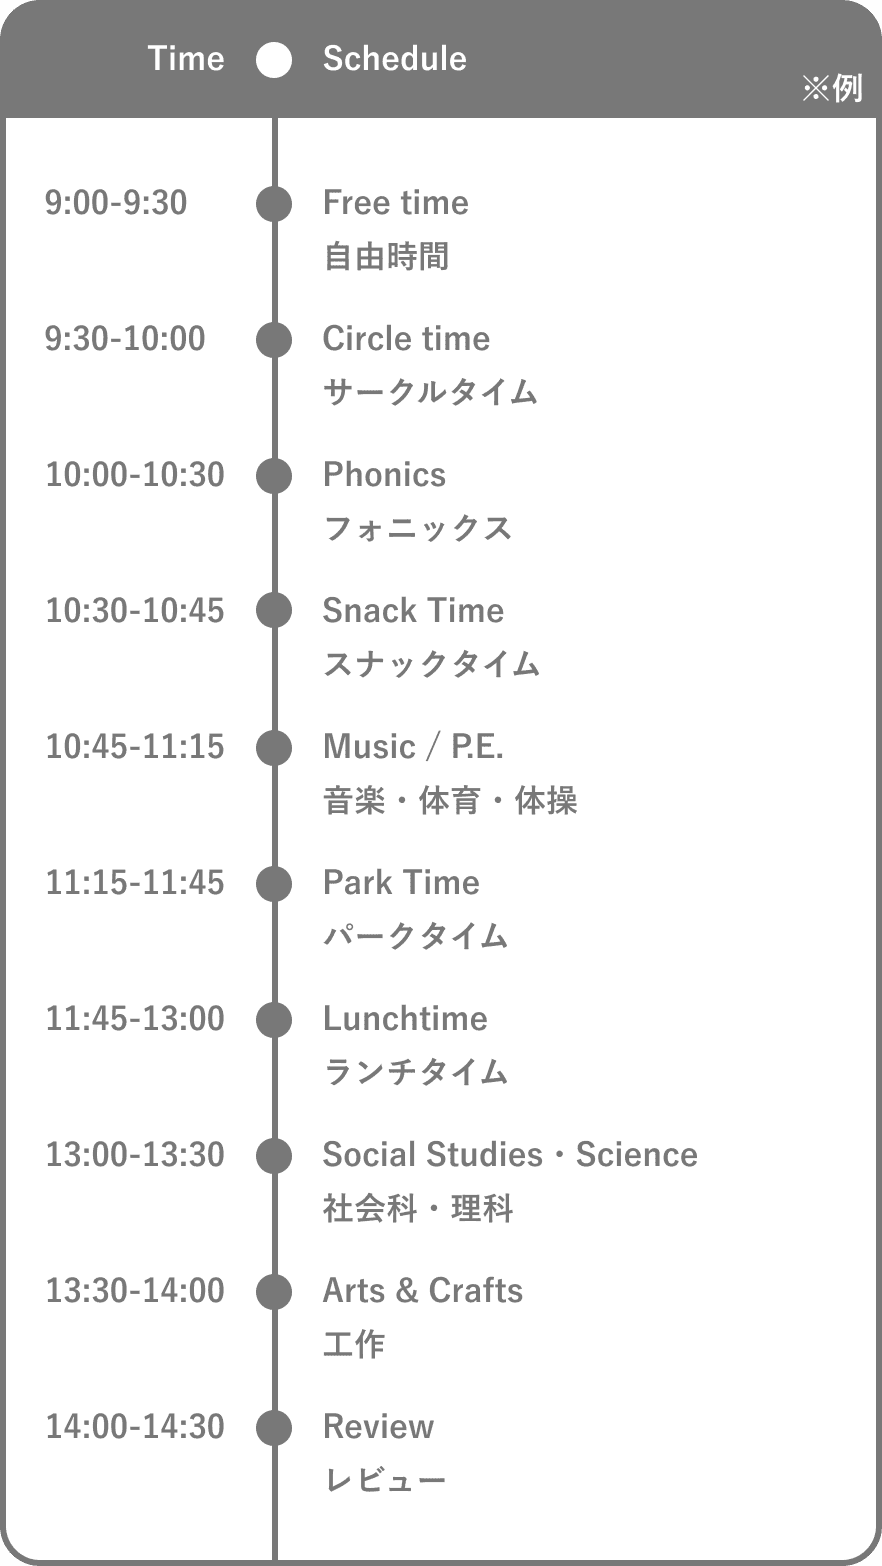 Time Schedule
※例
9:00-9:30 Free time
自由時間
9:30-10:00 Circle time
サークルタイム
10:00-10:30 Phonics
フォニックス
10:30-10:45 Snack Time
スナックタイム
10:45-11:15 Music / P.E.
音楽・体育・体操
11:15-11:45 Park Time
パークタイム
11:45-13:00 Lunchtime
ランチタイム
13:00-13:30 Social Studies・Science
社会科・理科
13:30-14:00 Arts & Crafts
工作
14:00-14:30 Review
レビュー